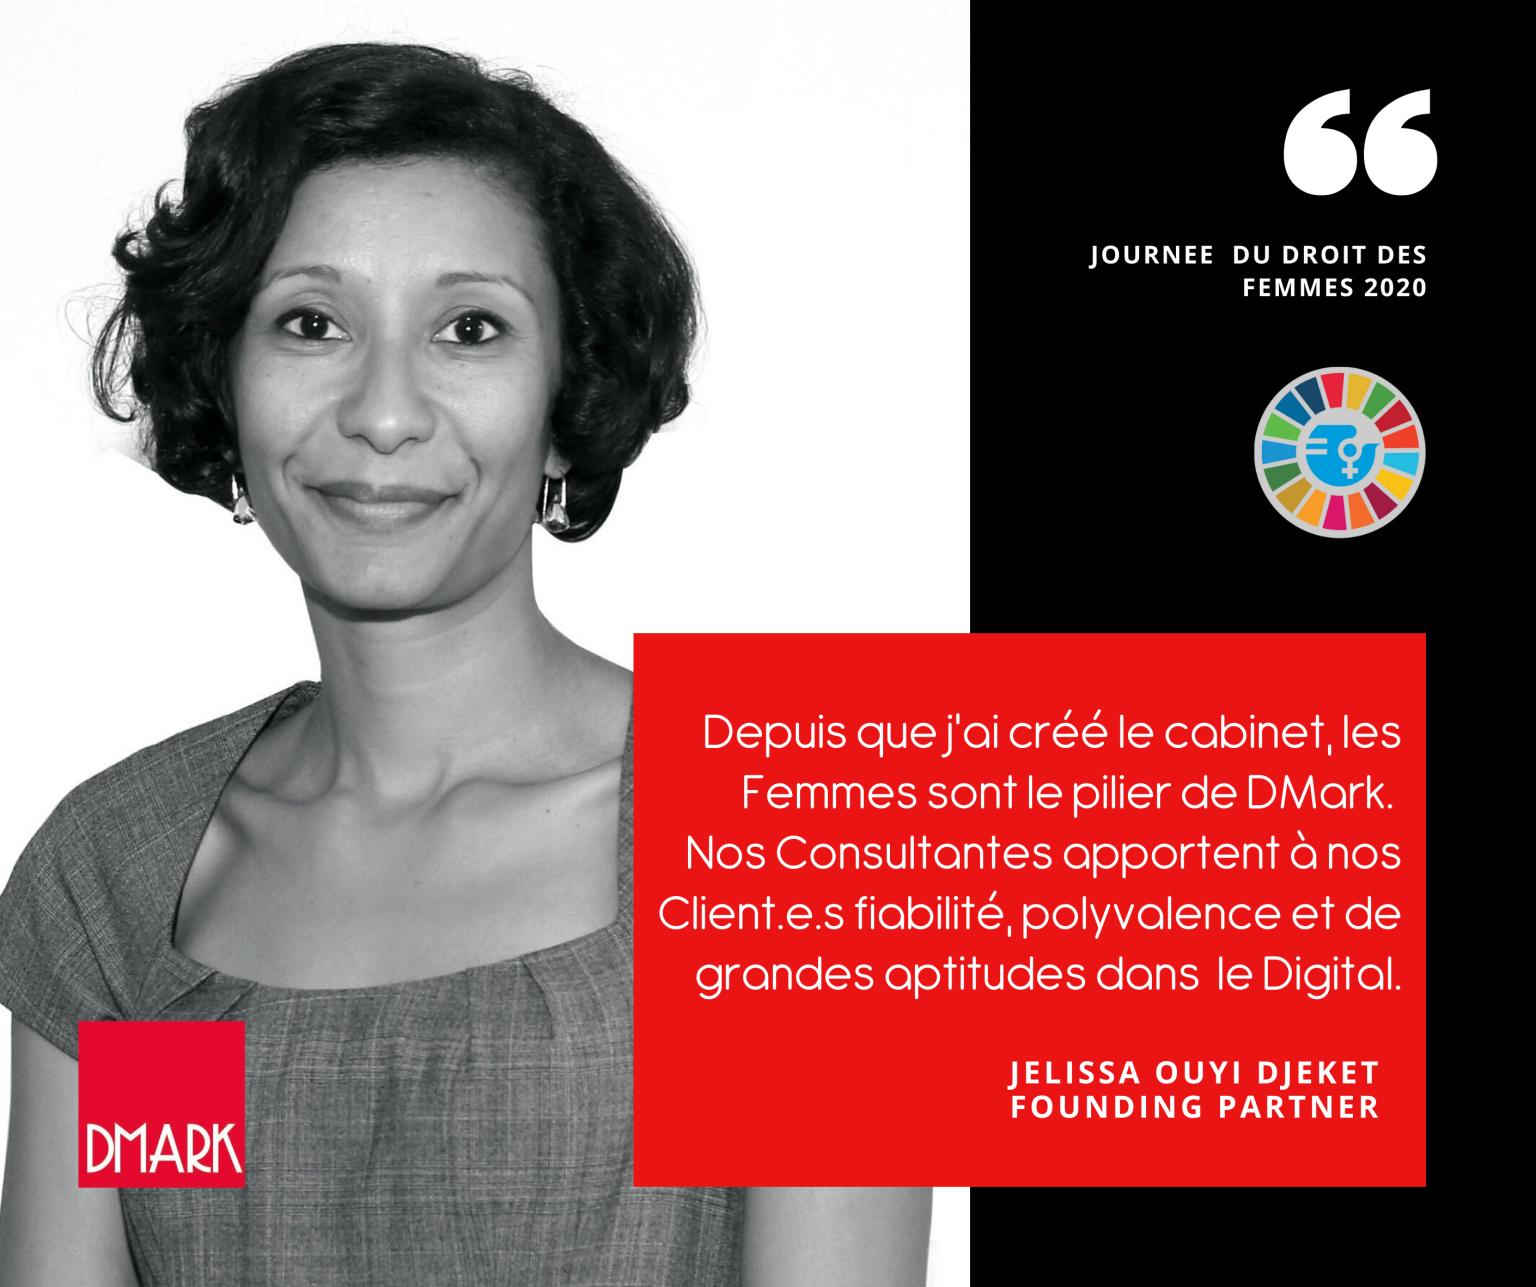 “
JOURNEE DU DROIT DES
FEMMES 2020
Depuis que j'ai créé le cabinet, les
Femmes sont le pilier de DMark.
Nos Consultantes apportent à nos
Client.e.s fiabilité, polyvalence et de
grandes aptitudes dans le Digital.
JELISSA OUYI DJEKET
FOUNDING PARTNER
DMARK